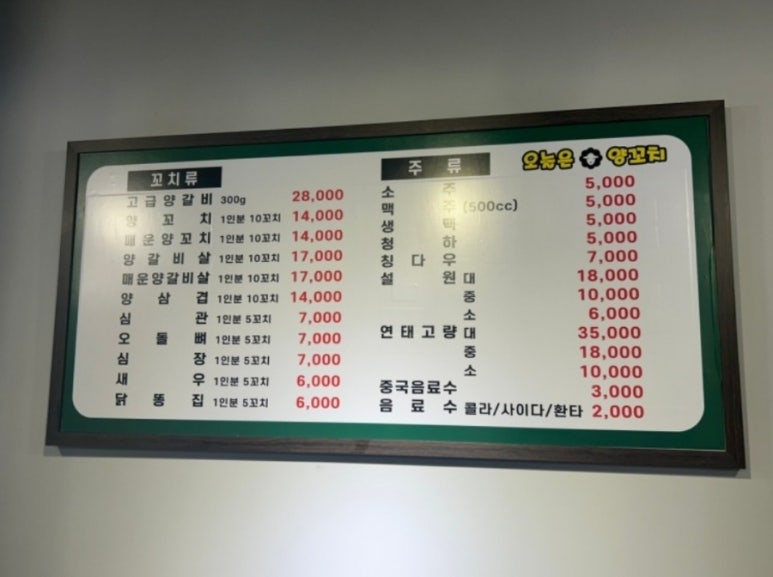 꼬치류
고급양갈비 300g 28,000
양꼬치 1인분 10꼬치 14,000
매운양꼬치 1인분 10꼬치 14,000
양갈비살 1인분 10꼬치 17,000
매운양갈비살 1인분 10꼬치 17,000
양삼겹 1인분 10꼬치 14,000
심관 1인분 5꼬치 7,000
오돌뼈 1인분 5꼬치 7,000
심장 1인분 5꼬치 7,000
새우 1인분 5꼬치 6,000
닭똥집 1인분 5꼬치 6,000
주류
오늘은 양꼬치
소주 5,000
맥주 (500cc) 5,000
생맥 5,000
청하 5,000
칭다우 7,000
설원 대 18,000
중 10,000
소 6,000
연태고량 대 35,000
중 18,000
소 10,000
중국음료수 3,000
음료수 콜라/사이다/환타 2,000